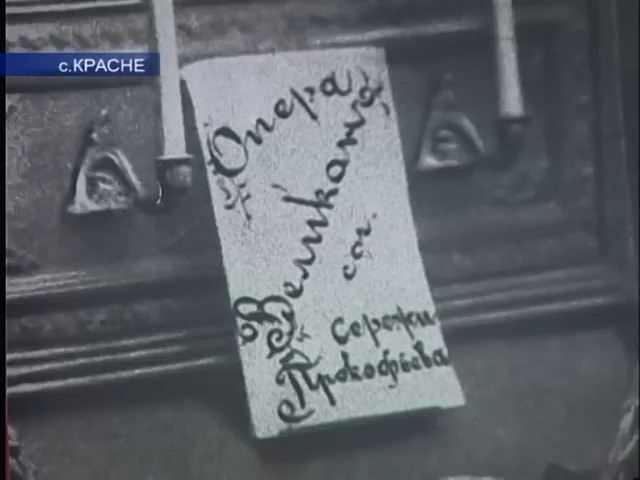 с.КРАСНЕ
Опера
„Великанъ“
соч.
Сережи
Прокофьева